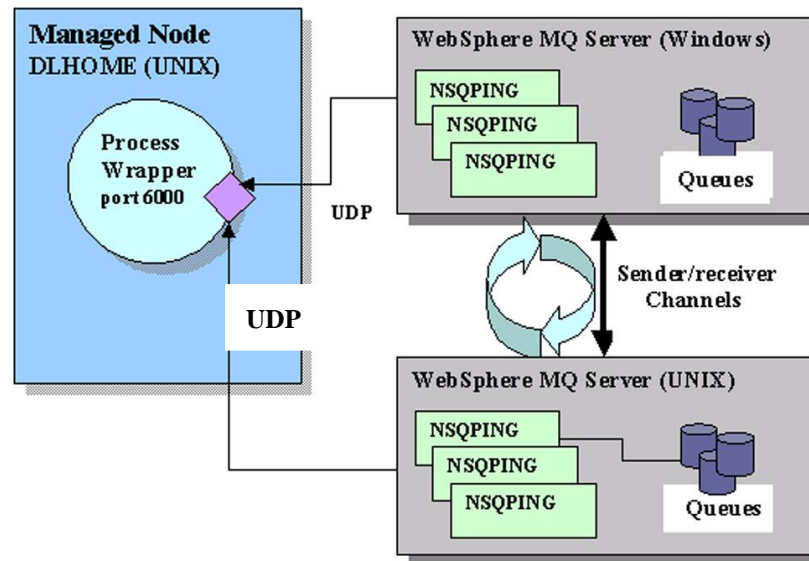 Managed Node
DLHOME (UNIX)
Process
Wrapper
port 6000
UDP
UDP
WebSphere MQ Server (Windows)
NSQPING
NSQPING
NSQPING
Queues
Sender/receiver
Channels
WebSphere MQ Server (UNIX)
NSQPING
NSQPING
NSQPING
Queues